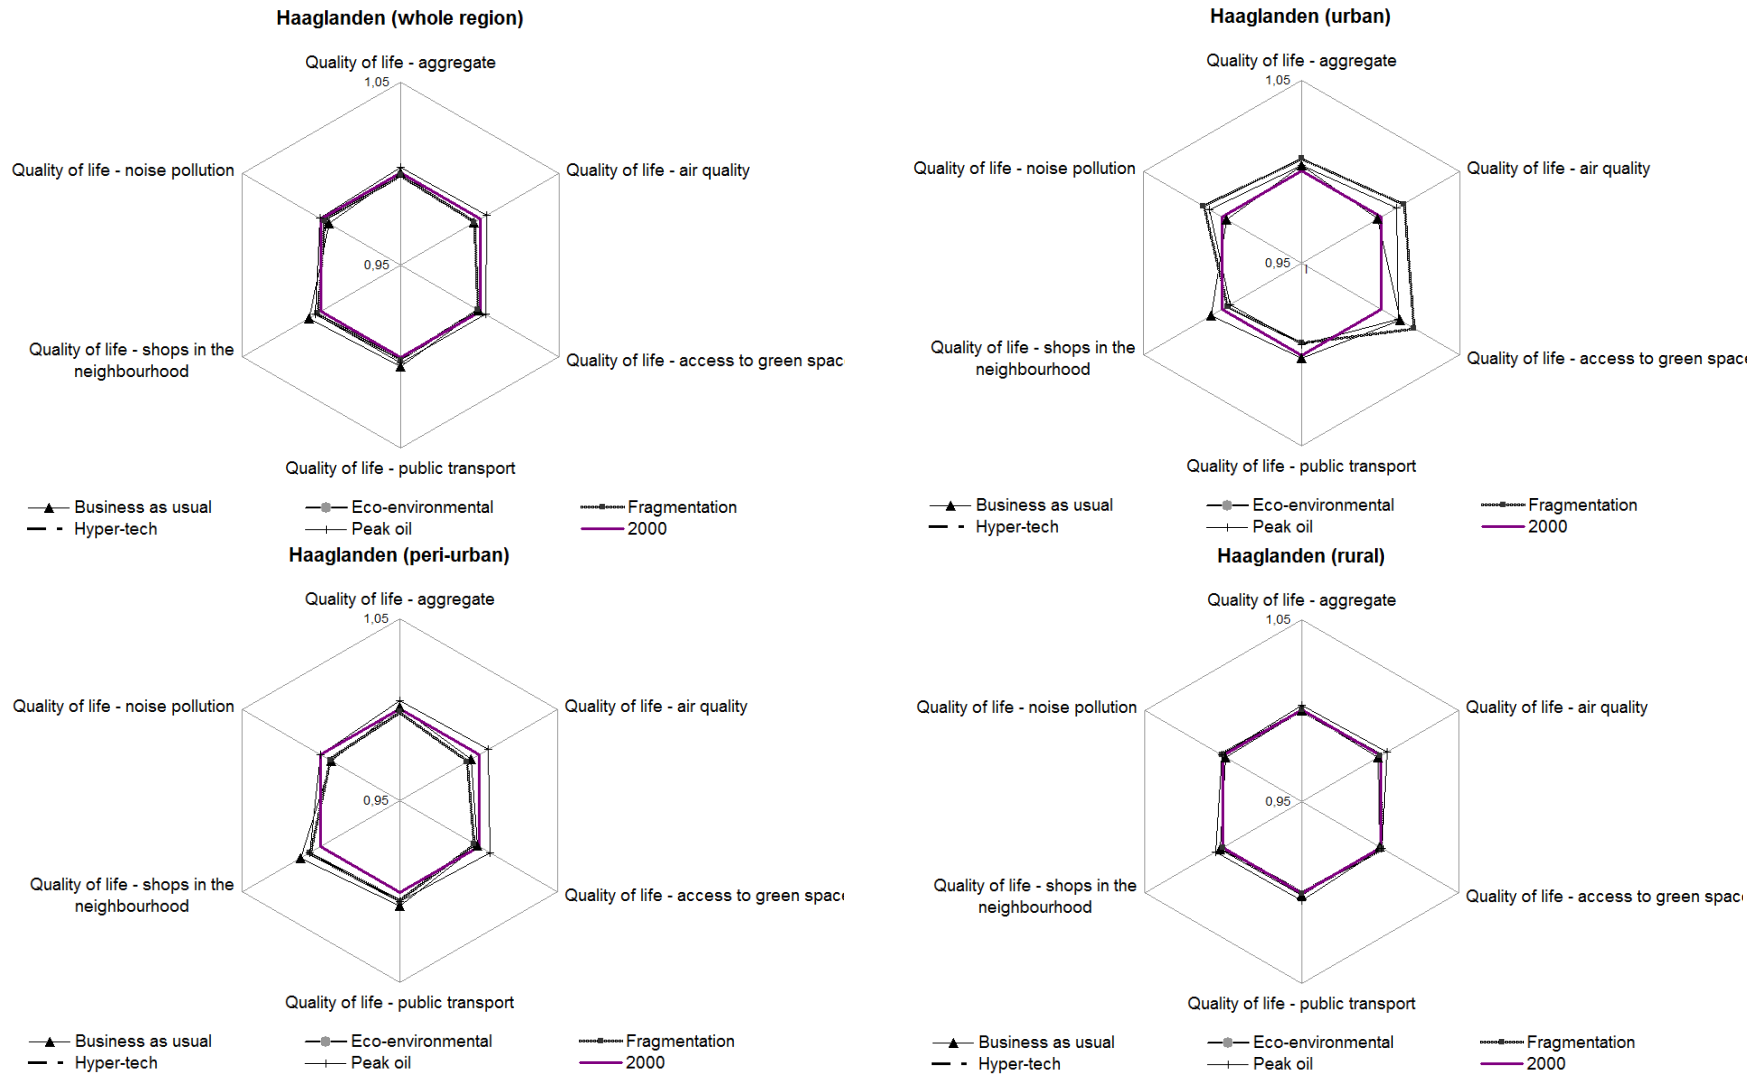 Haaglanden (whole region)
Quality of life - aggregate
1,05
Quality of life - noise pollution
Quality of life - air quality
0,95
Quality of life - shops in the
neighbourhood
Quality of life - access to green spac
Quality of life - public transport
Business as usual
Eco-environmental
Fragmentation
Hyper-tech
Peak oil
2000
Haaglanden (urban)
Quality of life - aggregate
1,05
Quality of life - noise pollution
Quality of life - air quality
0,95
Quality of life - shops in the
neighbourhood
Quality of life - access to green space
Quality of life - public transport
Business as usual
Eco-environmental
Fragmentation
Hyper-tech
Peak oil
2000
Haaglanden (peri-urban)
Quality of life - aggregate
1,05
Quality of life - noise pollution
Quality of life - air quality
0,95
Quality of life - shops in the
neighbourhood
Quality of life - access to green spac
Quality of life - public transport
Business as usual
Eco-environmental
Fragmentation
Hyper-tech
Peak oil
2000
Haaglanden (rural)
Quality of life - aggregate
1,05
Quality of life - noise pollution
Quality of life - air quality
0,95
Quality of life - shops in the
neighbourhood
Quality of life - access to green spac
Quality of life - public transport
Business as usual
Eco-environmental
Fragmentation
Hyper-tech
Peak oil
2000